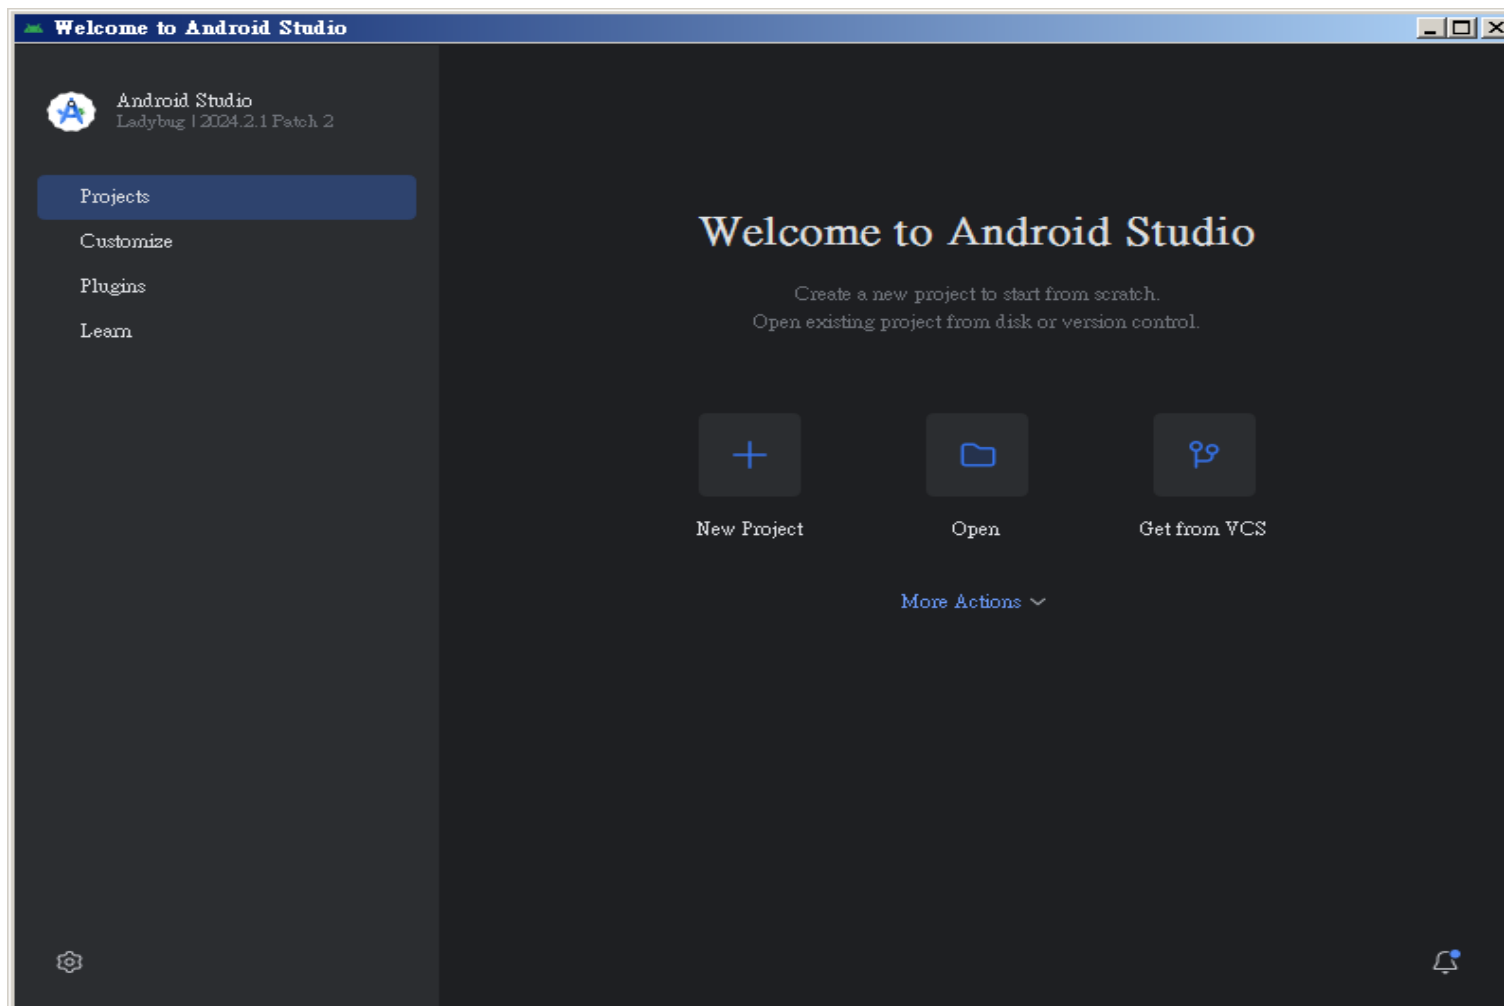 Welcome to Android Studio
Android Studio
Ladybug | 2024.2.1 Patch 2
Projects
Customize
Plugins
Learn
Welcome to Android Studio
Create a new project to start from scratch.
Open existing project from disk or version control.
New Project
Open
Get from VCS
More Actions